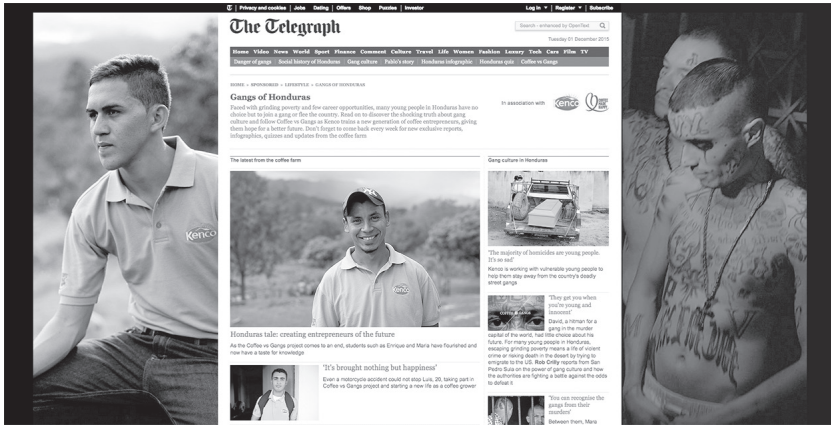 Privacy and cookies | Jobs Dating | Offers Shop Puzzles | Investor Log in | Register | Subscribe
The Telegraph
Search - enhanced by OpenText
Tuesday 01 December 2015
Home Video News World Sport Finance Comment Culture Travel Life Women Fashion Luxury Tech Cars Film TV
Danger of gangs | Social history of Honduras | Gang culture | Pablo's story | Honduras infographic | Honduras quiz | Coffee vs Gangs
HOME » SPONSORED » LIFESTYLE » GANGS OF HONDURAS
Gangs of Honduras
Faced with grinding poverty and few career opportunities, many young people in Honduras have no
choice but to join a gang or flee the country. Read on to discover the shocking truth about gang
culture and follow Coffee vs Gangs as Kenco trains a new generation of coffee entrepreneurs, giving
them hope for a better future. Don't forget to come back every week for new exclusive reports,
infographics, quizzes and updates from the coffee farm
In association with
Kenco
The latest from the coffee farm
Kenco
Kenco
Honduras tale: creating entrepreneurs of the future
As the Coffee vs Gangs project comes to an end, students such as Enrique and Maria have flourished and
now have a taste for knowledge
'It's brought nothing but happiness'
Even a motorcycle accident could not stop Luis, 20, taking part in
Coffee vs Gangs project and starting a new life as a coffee grower
Gang culture in Honduras
'The majority of homicides are young people.
It's so sad'
Kenco is working with vulnerable young people to
help them stay away from the country's deadly
street gangs
COFFEE GANGS
'They get you when
you're young and
innocent'
David, a hitman for a
gang in the murder
capital of the world, had little choice about his
future. For many young people in Honduras,
escaping grinding poverty means a life of violent
crime or risking death in the desert by trying to
emigrate to the US. Rob Crilly reports from San
Pedro Sula on the power of gang culture and how
the authorities are fighting a battle against the odds
to defeat it
'You can recognise the
gangs from their
murders'
Between them, Mara